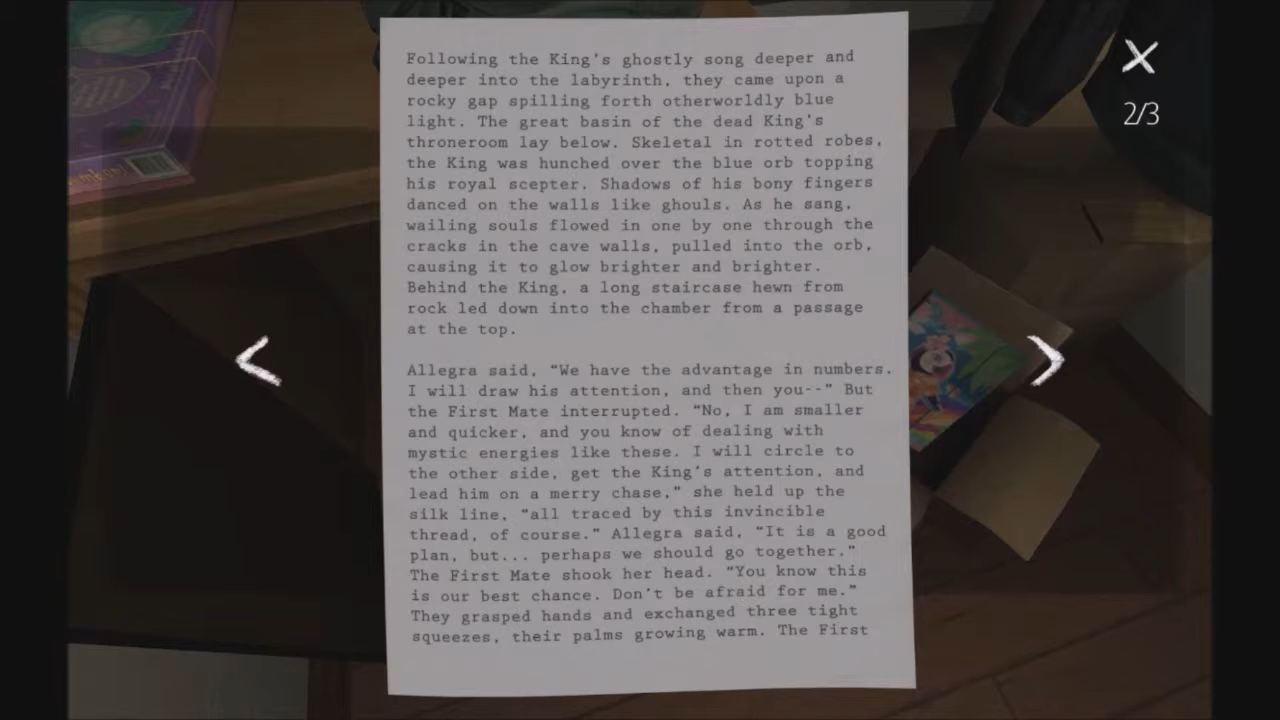 Following the King's ghostly song deeper and
deeper into the labyrinth, they came upon a
rocky gap spilling forth otherworldly blue
light. The great basin of the dead King's
throneroom lay below. Skeletal in rotted robes,
the King was hunched over the blue orb topping
his royal scepter. Shadows of his bony fingers
danced on the walls like ghouls. As he sang,
wailing souls flowed in one by one through the
cracks in the cave walls, pulled into the orb,
causing it to glow brighter and brighter.
Behind the King, a long staircase hewn from
rock led down into the chamber from a passage
at the top.
Allegra said, “We have the advantage in numbers.
I will draw his attention, and then you--” But
the First Mate interrupted. “No, I am smaller
and quicker, and you know of dealing with
mystic energies like these. I will circle to
the other side, get the King's attention, and
lead him on a merry chase,” she held up the
silk line, “all traced by this invincible
thread, of course.” Allegra said, “It is a good
plan, but... perhaps we should go together.”
The First Mate shook her head. “You know this
is our best chance. Don't be afraid for me.”
They grasped hands and exchanged three tight
squeezes, their palms growing warm. The First
2/3